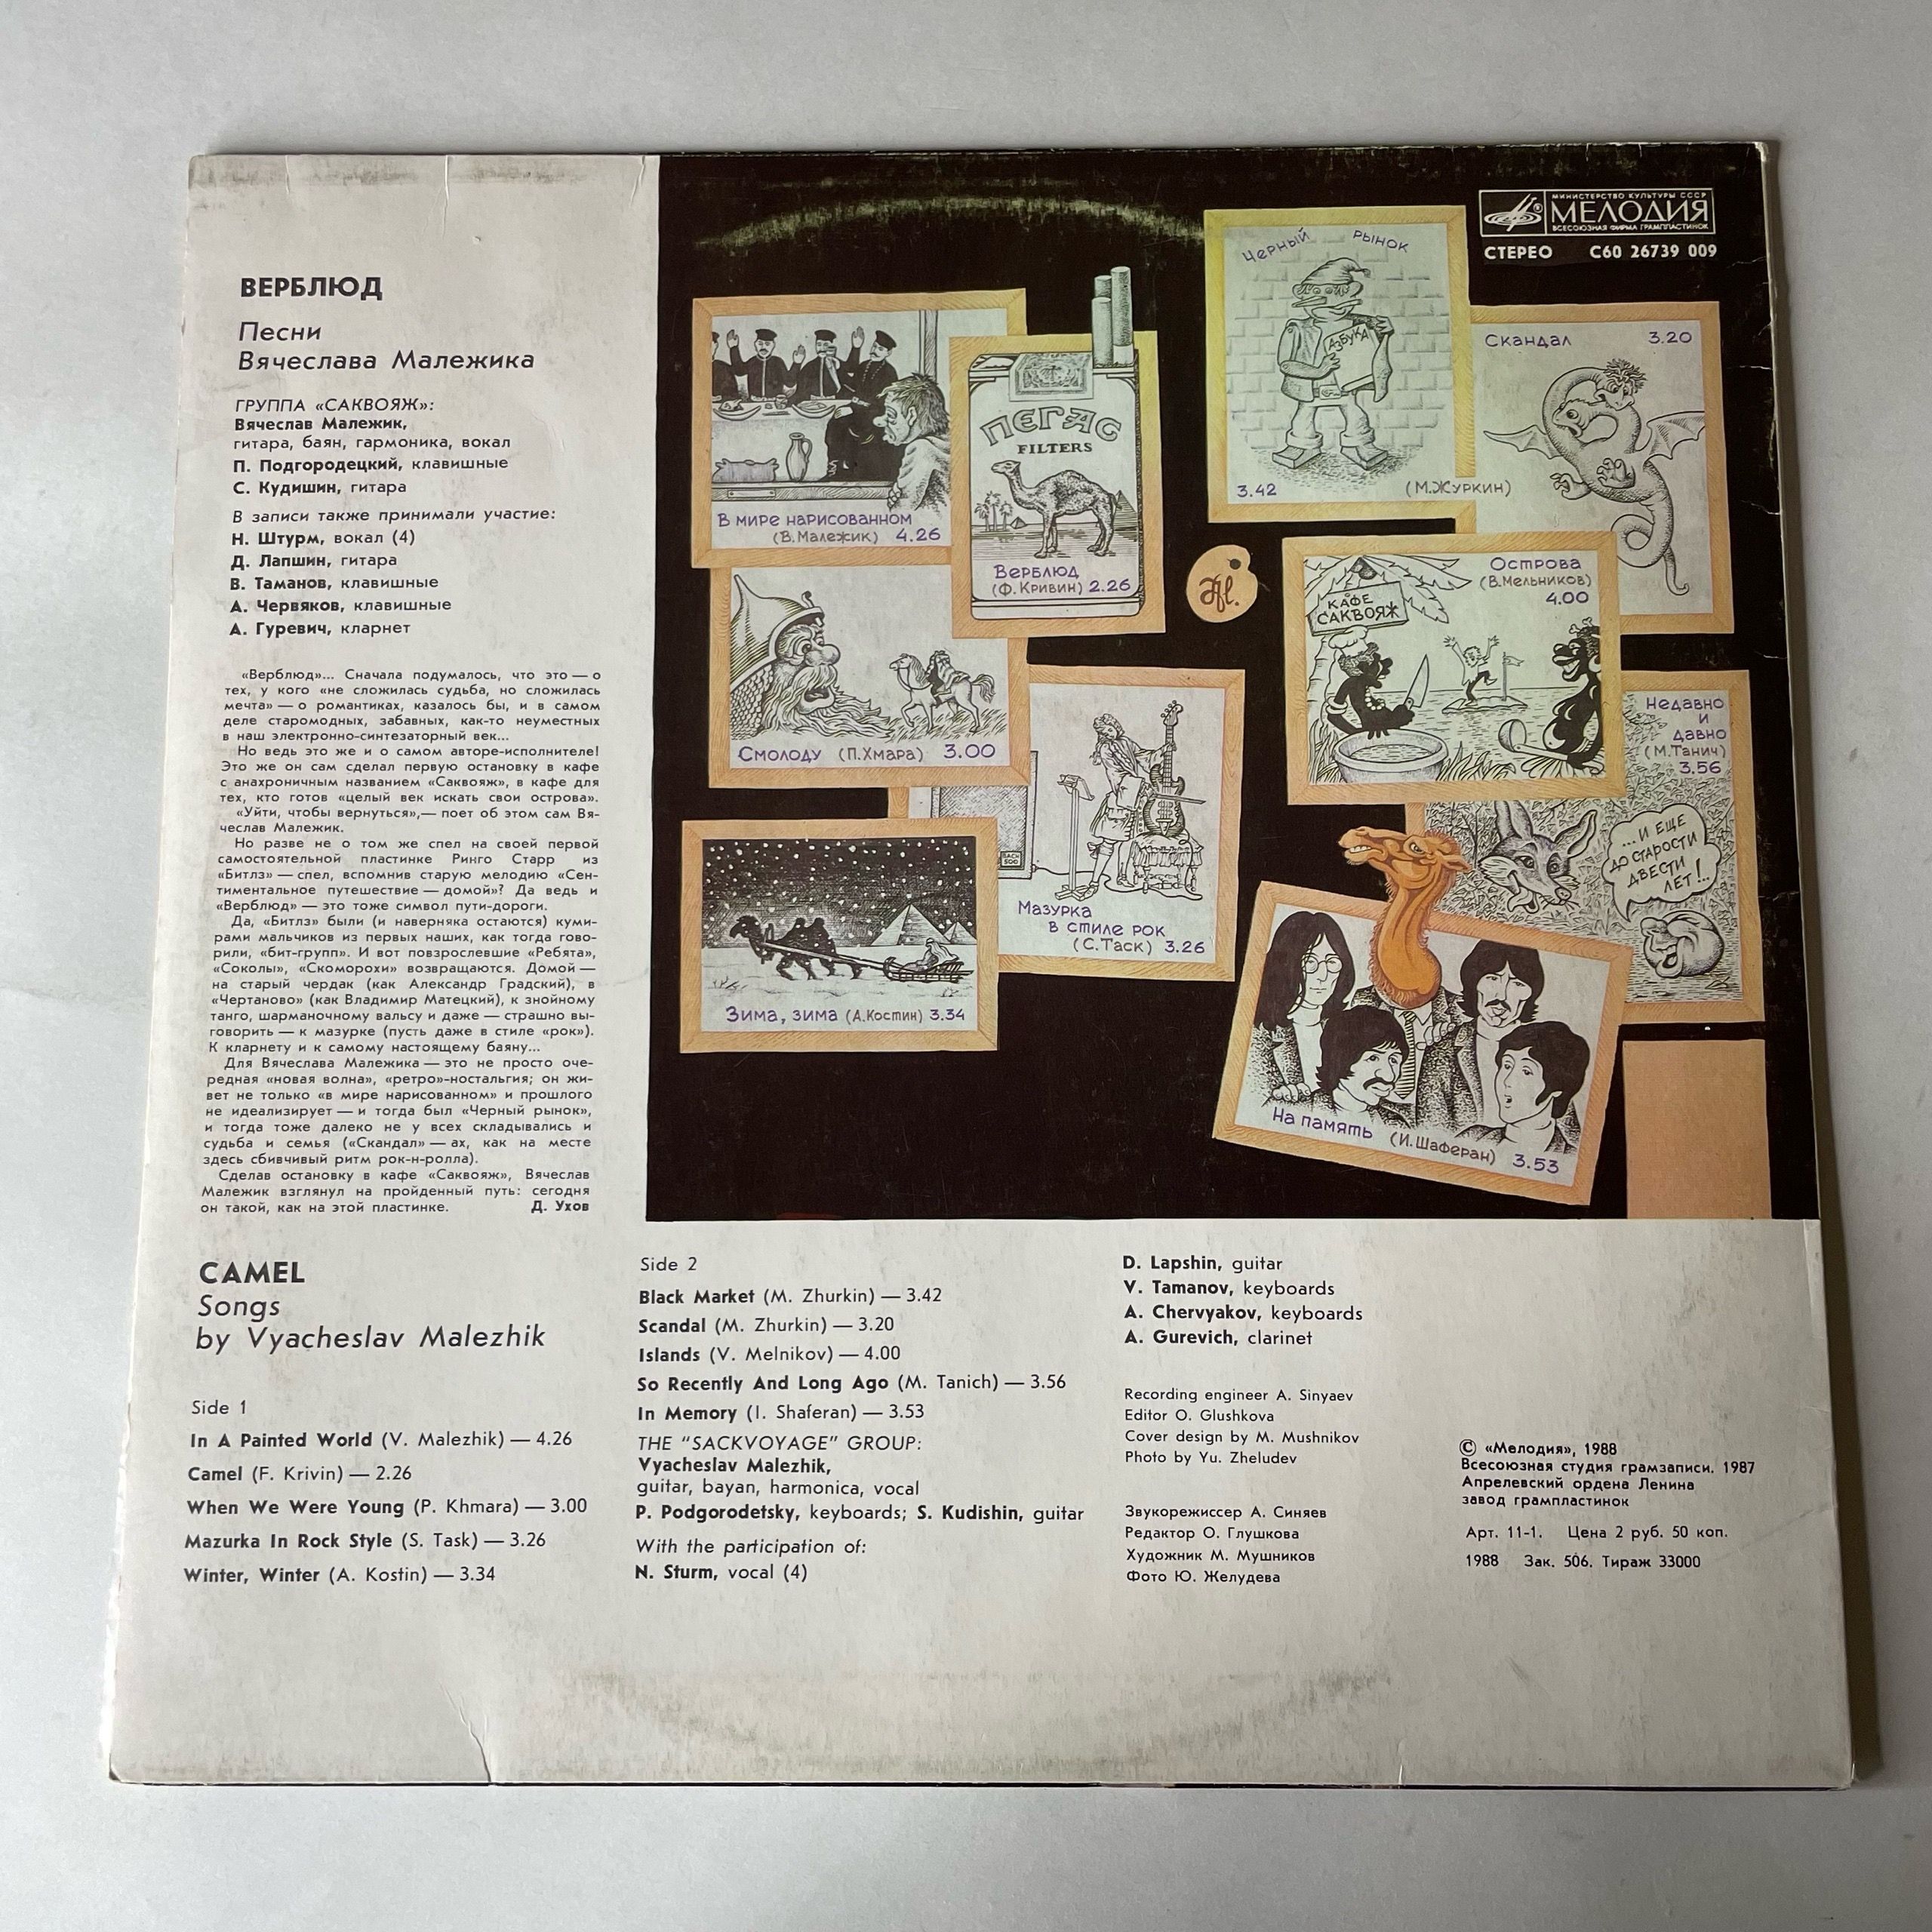 ВЕРБЛЮД
Песни
Вячеслава Малежика
ГРУППА «САКВОЯЖ»:
Вячеслав Малежик,
гитара, баян, гармоника, вокал
П. Подгородецкий, клавишные
С. Кудишин, гитара
В записи также принимали участие:
Н. Штурм, вокал (4)
Д. Лапшин, гитара
В. Таманов, клавишные
А. Червяков, клавишные
А. Гуревич, кларнет
«Верблюд»... Сначала подумалось, что это — о
тех, у кого «не сложилась судьба, но сложилась
мечта» — о романтиках, казалось бы, и в самом
деле старомодных, забавных, как-то неуместных
в наш электронно-синтезаторный век...
Но ведь это же и о самом авторе-исполнителе!
Это же он сам сделал первую остановку в кафе
с анахроничным названием «Саквояж», в кафе для
тех, кто готов «целый век искать свои острова».
«Уйти, чтобы вернуться»,— поет об этом сам Вя-
чеслав Малежик.
Но разве не о том же спел на своей первой
самостоятельной пластинке Ринго Старр из
«Битлз» — спел, вспомнив старую мелодию «Сен-
тиментальное путешествие — домой»? Да ведь и
«Верблюд» — это тоже символ пути-дороги.
Да, «Битлз» были (и наверняка остаются) куми-
рами мальчиков из первых наших, как тогда гово-
рили, «бит-групп». И вот повзрослевшие «Ребята»,
«Соколы», «Скоморохи» возвращаются. Домой —
на старый чердак (как Александр Градский), в
«Чертаново» (как Владимир Матецкий), к знойному
танго, шарманочному вальсу и даже — страшно вы-
говорить — к мазурке (пусть даже в стиле «рок»).
К кларнету и к самому настоящему баяну...
Для Вячеслава Малежика — это не просто оче-
редная «новая волна», «ретро»-ностальгия; он жи-
вет не только «в мире нарисованном» и прошлого
не идеализирует — и тогда был «Черный рынок»,
и тогда тоже далеко не у всех складывались и
судьба и семья («Скандал» — ах, как на месте
здесь сбивчивый ритм рок-н-ролла).
Сделав остановку в кафе «Саквояж», Вячеслав
Малежик взглянул на пройденный путь: сегодня
он такой, как на этой пластинке. Д. Ухов
МИНИСТЕРСТВО КУЛЬТУРЫ СССР
МЕЛОДИЯ
ВСЕСОЮЗНАЯ ФИРМА ГРАМПЛАСТИНОК
СТЕРЕО С60 26739 009
В МИРЕ НАРИСОВАННОМ
(В. Малежик) 4.26
ПЕГАС
FILTERS
Верблюд
(Ф. Кривин) 2.26
Черный рынок
АЗБУКА
3.42 (М. Журкин)
Скандал 3.20
Смолоду (П. Хмара) 3.00
Острова
(В. Мельников)
4.00
КАФЕ
САКВОЯЖ
Недавно
и
давно
(М. Танич)
3.56
...И ЕЩЕ
ДО СТАРОСТИ
ДВЕСТИ
ЛЕТ!..
BACH
500
Мазурка
в стиле рок
(С. Таск) 3.26
Зима, зима (А. Костин) 3.34
На память (И. Шаферан) 3.53
CAMEL
Songs
by Vyacheslav Malezhik
Side 1
In A Painted World (V. Malezhik) — 4.26
Camel (F. Krivin) — 2.26
When We Were Young (P. Khmara) — 3.00
Mazurka In Rock Style (S. Task) — 3.26
Winter, Winter (A. Kostin) — 3.34
Side 2
Black Market (M. Zhurkin) — 3.42
Scandal (M. Zhurkin) — 3.20
Islands (V. Melnikov) — 4.00
So Recently And Long Ago (M. Tanich) — 3.56
In Memory (I. Shaferan) — 3.53
THE “SACKVOYAGE” GROUP:
Vyacheslav Malezhik,
guitar, bayan, harmonica, vocal
P. Podgorodetsky, keyboards; S. Kudishin, guitar
With the participation of:
N. Sturm, vocal (4)
D. Lapshin, guitar
V. Tamanov, keyboards
A. Chervyakov, keyboards
A. Gurevich, clarinet
Recording engineer A. Sinyaev
Editor O. Glushkova
Cover design by M. Mushnikov
Photo by Yu. Zheludev
Звукорежиссер А. Синяев
Редактор О. Глушкова
Художник М. Мушников
Фото Ю. Желудева
© «Мелодия», 1988
Всесоюзная студия грамзаписи. 1987
Апрелевский ордена Ленина
завод грампластинок
Арт. 11-1. Цена 2 руб. 50 коп.
1988 Зак. 506. Тираж 33000